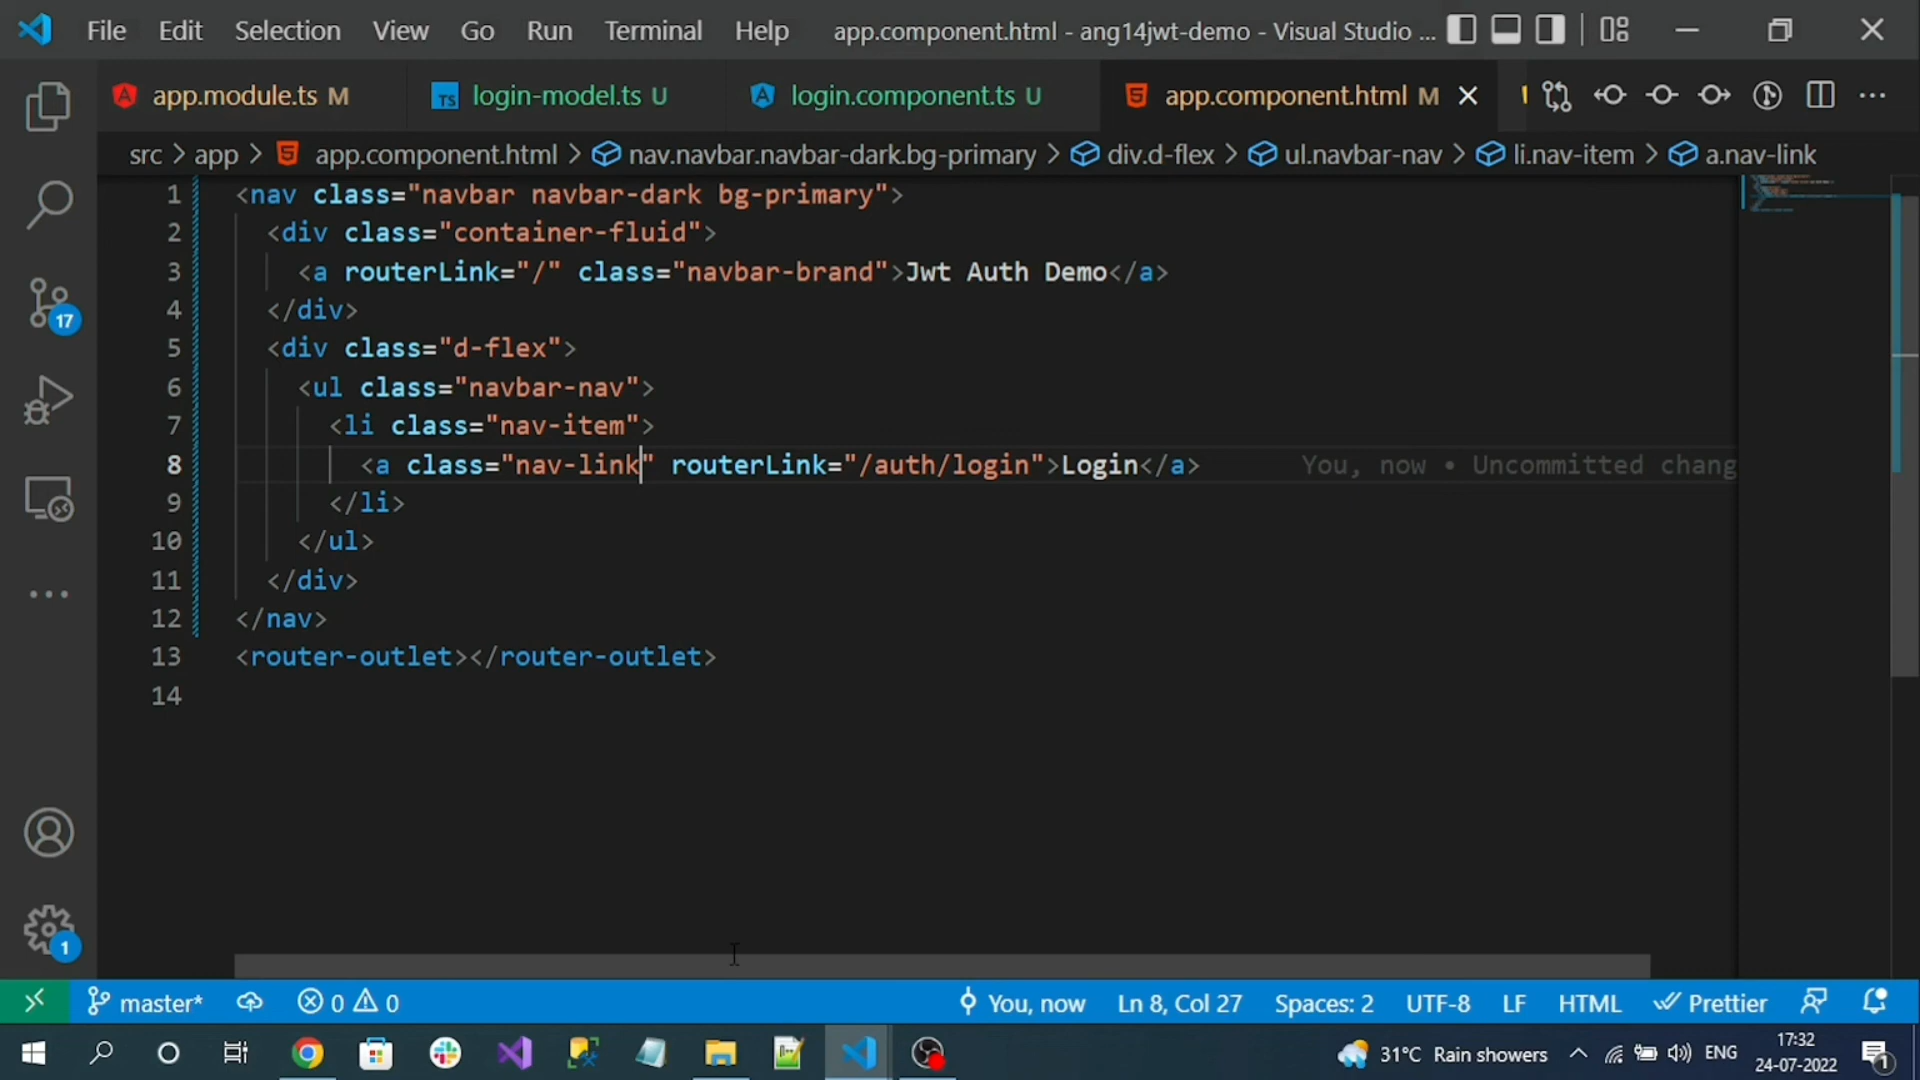 File Edit Selection View Go Run Terminal Help app.component.html - ang14jwt-demo - Visual Studio ...
app.module.ts M TS login-model.ts U login.component.ts U app.component.html M
src > app > app.component.html > nav.navbar.navbar-dark.bg-primary > div.d-flex > ul.navbar-nav > li.nav-item > a.nav-link
1 <nav class="navbar navbar-dark bg-primary">
2 <div class="container-fluid">
3 <a routerLink="/" class="navbar-brand">Jwt Auth Demo</a>
4 </div>
5 <div class="d-flex">
6 <ul class="navbar-nav">
7 <li class="nav-item">
8 <a class="nav-link" routerLink="/auth/login">Login</a> You, now • Uncommitted chang
9 </li>
10 </ul>
11 </div>
12 </nav>
13 <router-outlet></router-outlet>
14
17
1
master* 0 0 You, now Ln 8, Col 27 Spaces: 2 UTF-8 LF HTML Prettier
31°C Rain showers ENG 17:32
24-07-2022 1